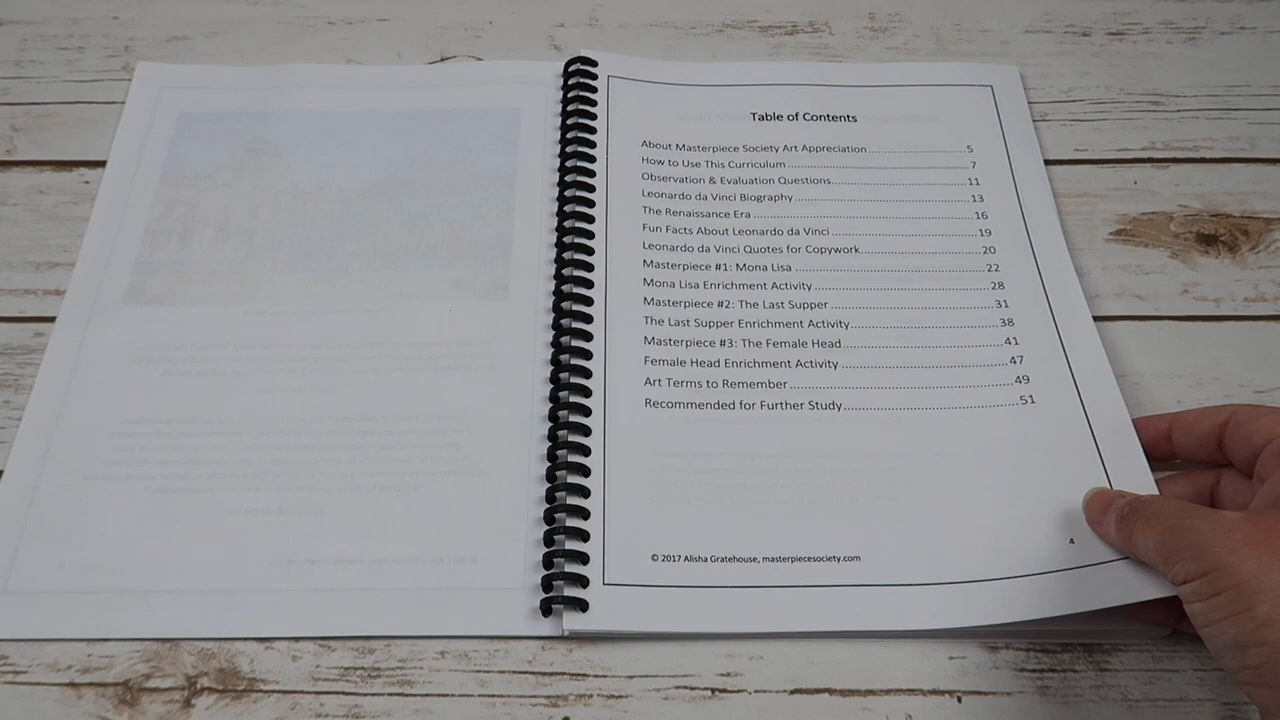 Table of Contents
About Masterpiece Society Art Appreciation........................5
How to Use This Curriculum........................7
Observation & Evaluation Questions........................11
Leonardo da Vinci Biography........................13
The Renaissance Era........................16
Fun Facts About Leonardo da Vinci........................19
Leonardo da Vinci Quotes for Copywork........................20
Masterpiece #1: Mona Lisa........................22
Mona Lisa Enrichment Activity........................28
Masterpiece #2: The Last Supper........................31
The Last Supper Enrichment Activity........................38
Masterpiece #3: The Female Head........................41
Female Head Enrichment Activity........................47
Art Terms to Remember........................49
Recommended for Further Study........................51
4
© 2017 Alisha Gratehouse, masterpiecesociety.com